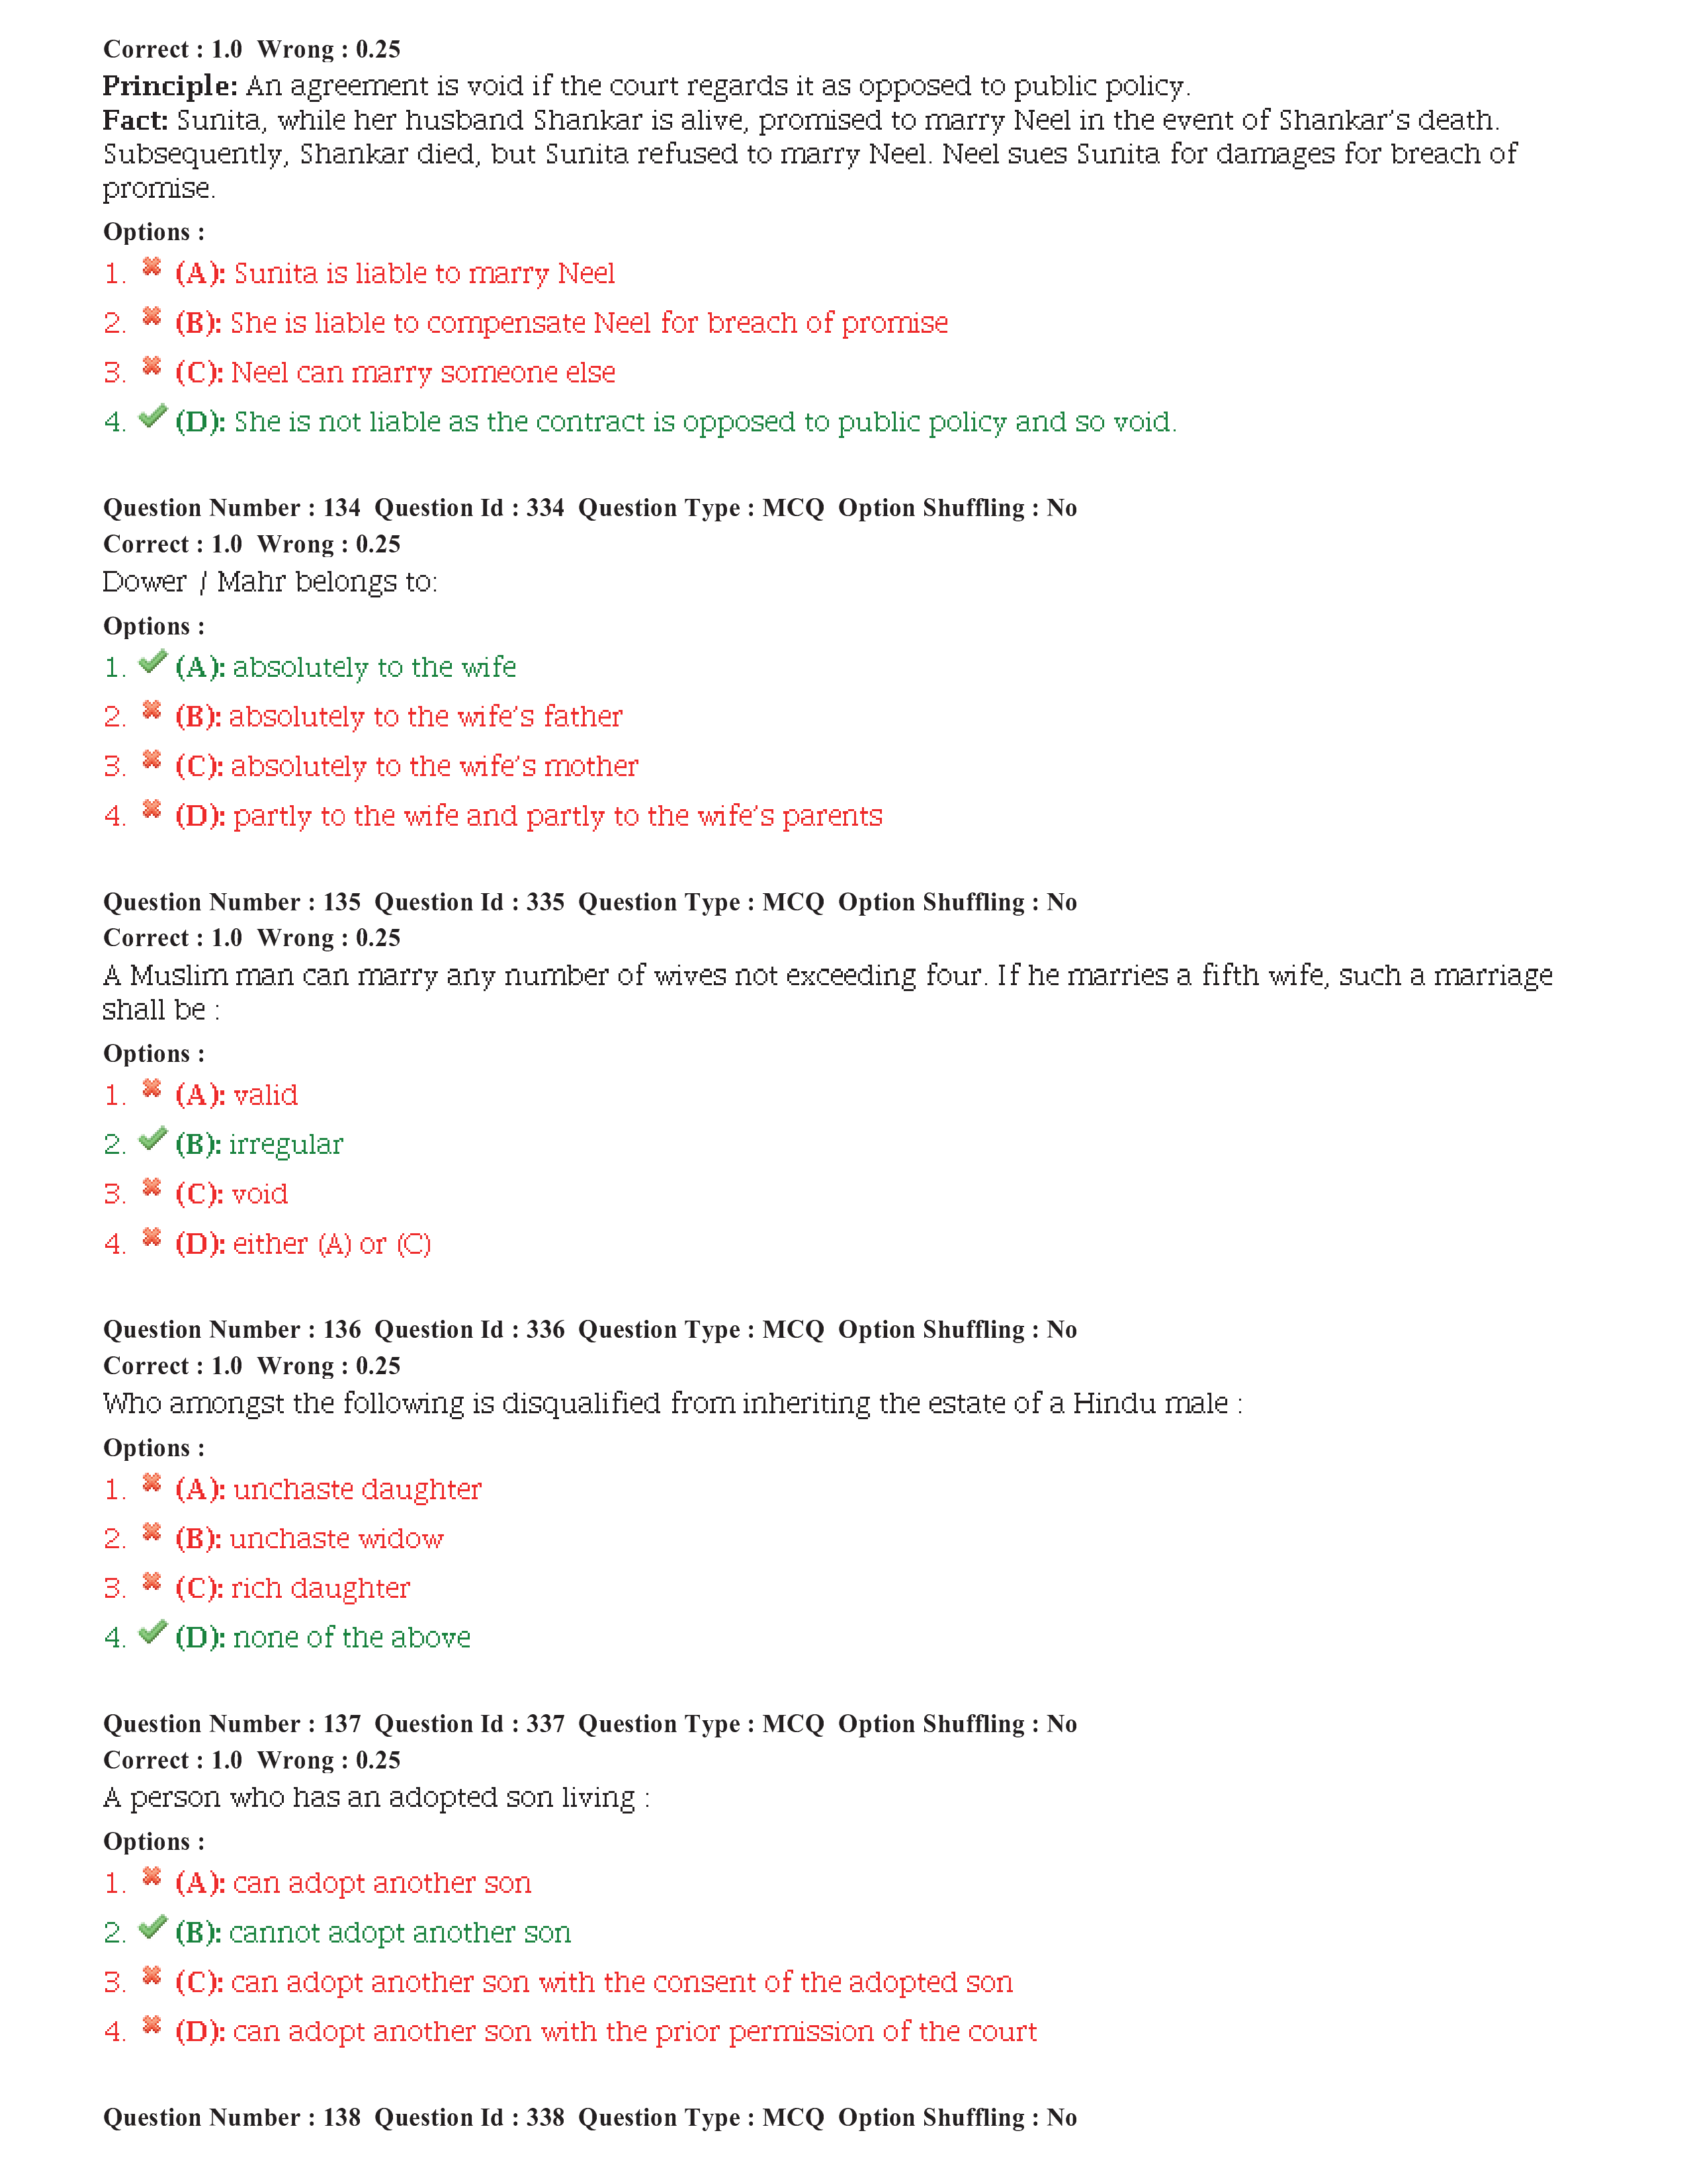 Correct : 1.0 Wrong : 0.25
Principle: An agreement is void if the court regards it as opposed to public policy.
Fact: Sunita, while her husband Shankar is alive, promised to marry Neel in the event of Shankar's death.
Subsequently, Shankar died, but Sunita refused to marry Neel. Neel sues Sunita for damages for breach of
promise.
Options :
1. (A): Sunita is liable to marry Neel
2. (B): She is liable to compensate Neel for breach of promise
3. (C): Neel can marry someone else
4. (D): She is not liable as the contract is opposed to public policy and so void.
Question Number : 134 Question Id : 334 Question Type : MCQ Option Shuffling : No
Correct : 1.0 Wrong : 0.25
Dower / Mahr belongs to:
Options :
1. (A): absolutely to the wife
2. (B): absolutely to the wife's father
3. (C): absolutely to the wife's mother
4. (D): partly to the wife and partly to the wife's parents
Question Number : 135 Question Id : 335 Question Type : MCQ Option Shuffling : No
Correct : 1.0 Wrong : 0.25
A Muslim man can marry any number of wives not exceeding four. If he marries a fifth wife, such a marriage
shall be :
Options :
1. (A): valid
2. (B): irregular
3. (C): void
4. (D): either (A) or (C)
Question Number : 136 Question Id : 336 Question Type : MCQ Option Shuffling : No
Correct : 1.0 Wrong : 0.25
Who amongst the following is disqualified from inheriting the estate of a Hindu male :
Options :
1. (A): unchaste daughter
2. (B): unchaste widow
3. (C): rich daughter
4. (D): none of the above
Question Number : 137 Question Id : 337 Question Type : MCQ Option Shuffling : No
Correct : 1.0 Wrong : 0.25
A person who has an adopted son living :
Options :
1. (A): can adopt another son
2. (B): cannot adopt another son
3. (C): can adopt another son with the consent of the adopted son
4. (D): can adopt another son with the prior permission of the court
Question Number : 138 Question Id : 338 Question Type : MCQ Option Shuffling : No